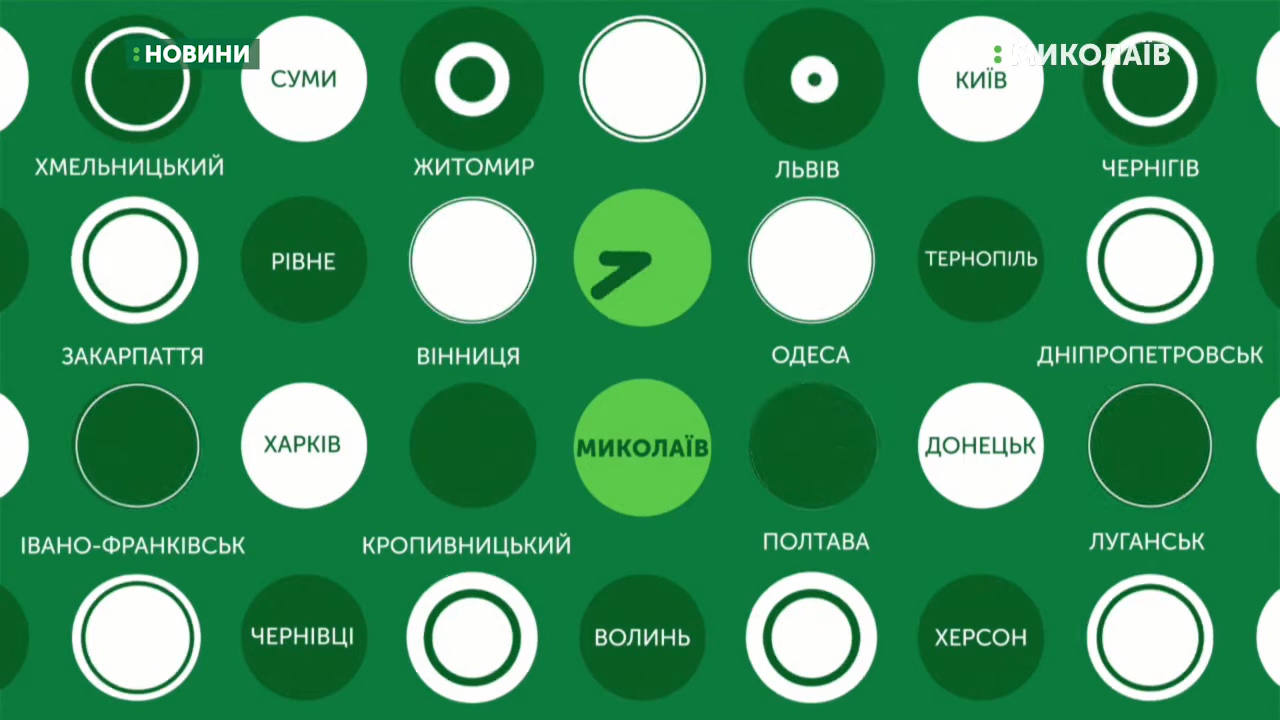 :НОВИНИ
:МИКОЛАЇВ
СУМИ
КИЇВ
ХМЕЛЬНИЦЬКИЙ
ЖИТОМИР
ЛЬВІВ
ЧЕРНІГІВ
РІВНЕ
ТЕРНОПІЛЬ
ЗАКАРПАТТЯ
ВІННИЦЯ
ОДЕСА
ДНІПРОПЕТРОВСЬК
ХАРКІВ
МИКОЛАЇВ
ДОНЕЦЬК
ІВАНО-ФРАНКІВСЬК
КРОПИВНИЦЬКИЙ
ПОЛТАВА
ЛУГАНСЬК
ЧЕРНІВЦІ
ВОЛИНЬ
ХЕРСОН